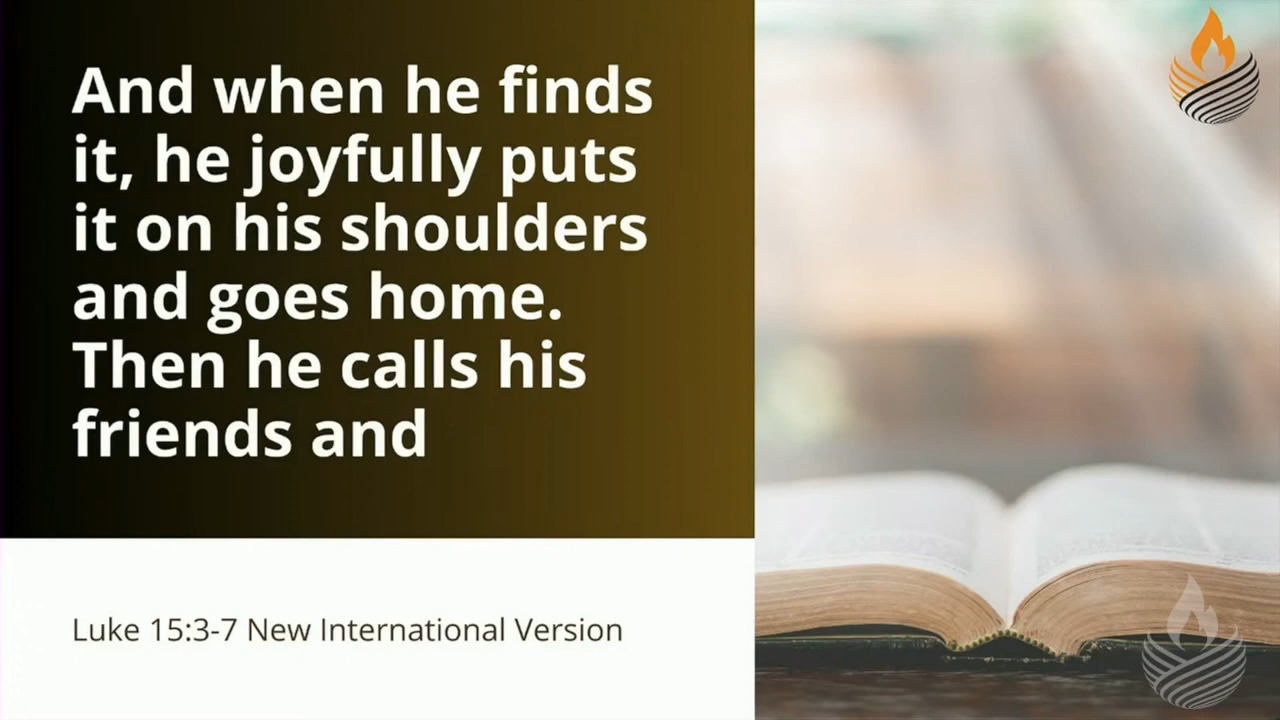 And when he finds
it, he joyfully puts
it on his shoulders
and goes home.
Then he calls his
friends and
Luke 15:3-7 New International Version